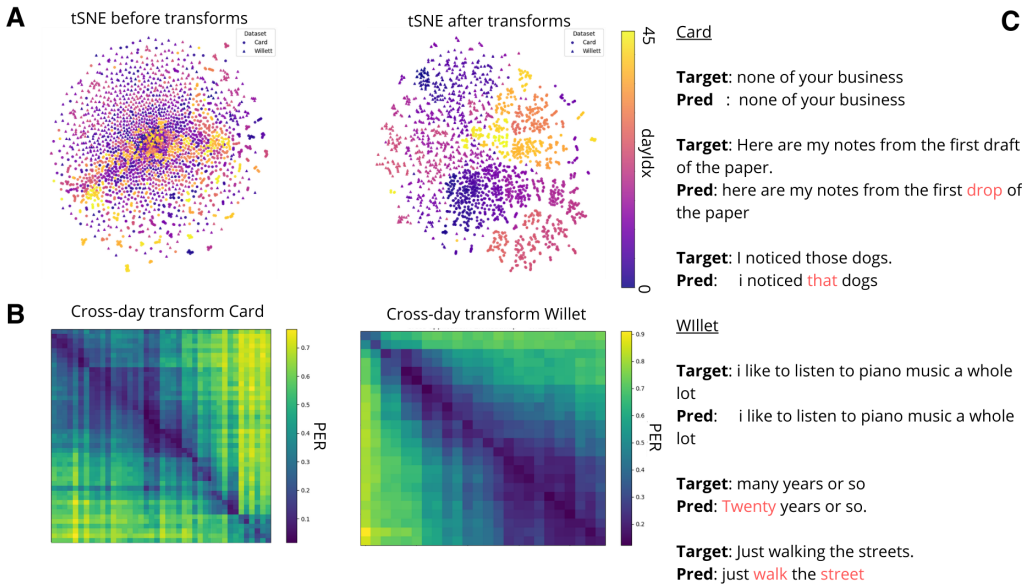 A
tSNE before transforms
Dataset
Card
Willett
tSNE after transforms
Dataset
Card
Willett
45
dayIdx
0
B
Cross-day transform Card
0.7
0.6
0.5
0.4
0.3
0.2
0.1
PER
Cross-day transform Willet
0.9
0.8
0.7
0.6
0.5
0.4
0.3
0.2
PER
C
Card
Target: none of your business
Pred : none of your business
Target: Here are my notes from the first draft
of the paper.
Pred: here are my notes from the first drop of
the paper
Target: I noticed those dogs.
Pred: i noticed that dogs
WIllet
Target: i like to listen to piano music a whole
lot
Pred: i like to listen to piano music a whole
lot
Target: many years or so
Pred: Twenty years or so.
Target: Just walking the streets.
Pred: just walk the street